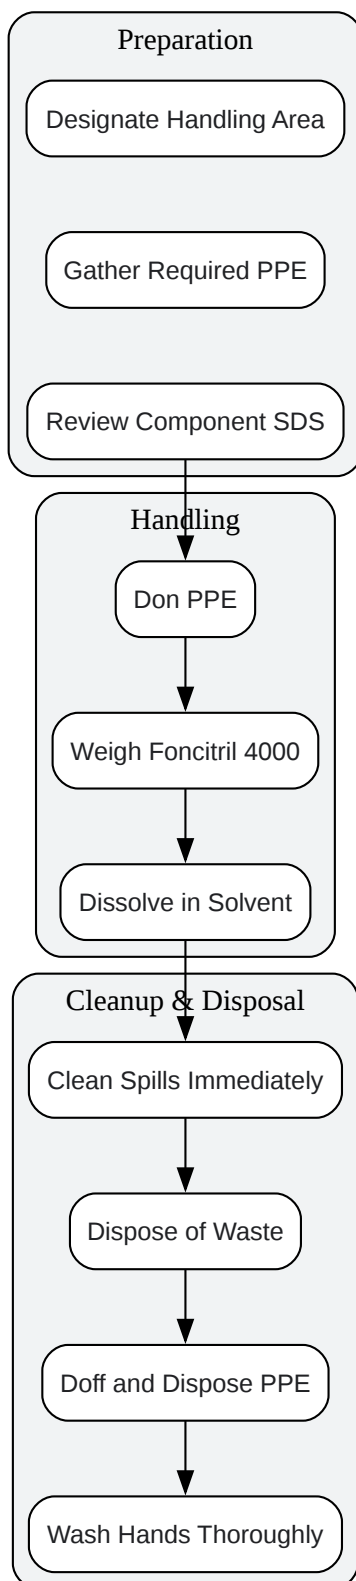 Preparation
Designate Handling Area
Gather Required PPE
Review Component SDS
Handling
Don PPE
Weigh Foncitril 4000
Dissolve in Solvent
Cleanup & Disposal
Clean Spills Immediately
Dispose of Waste
Doff and Dispose PPE
Wash Hands Thoroughly